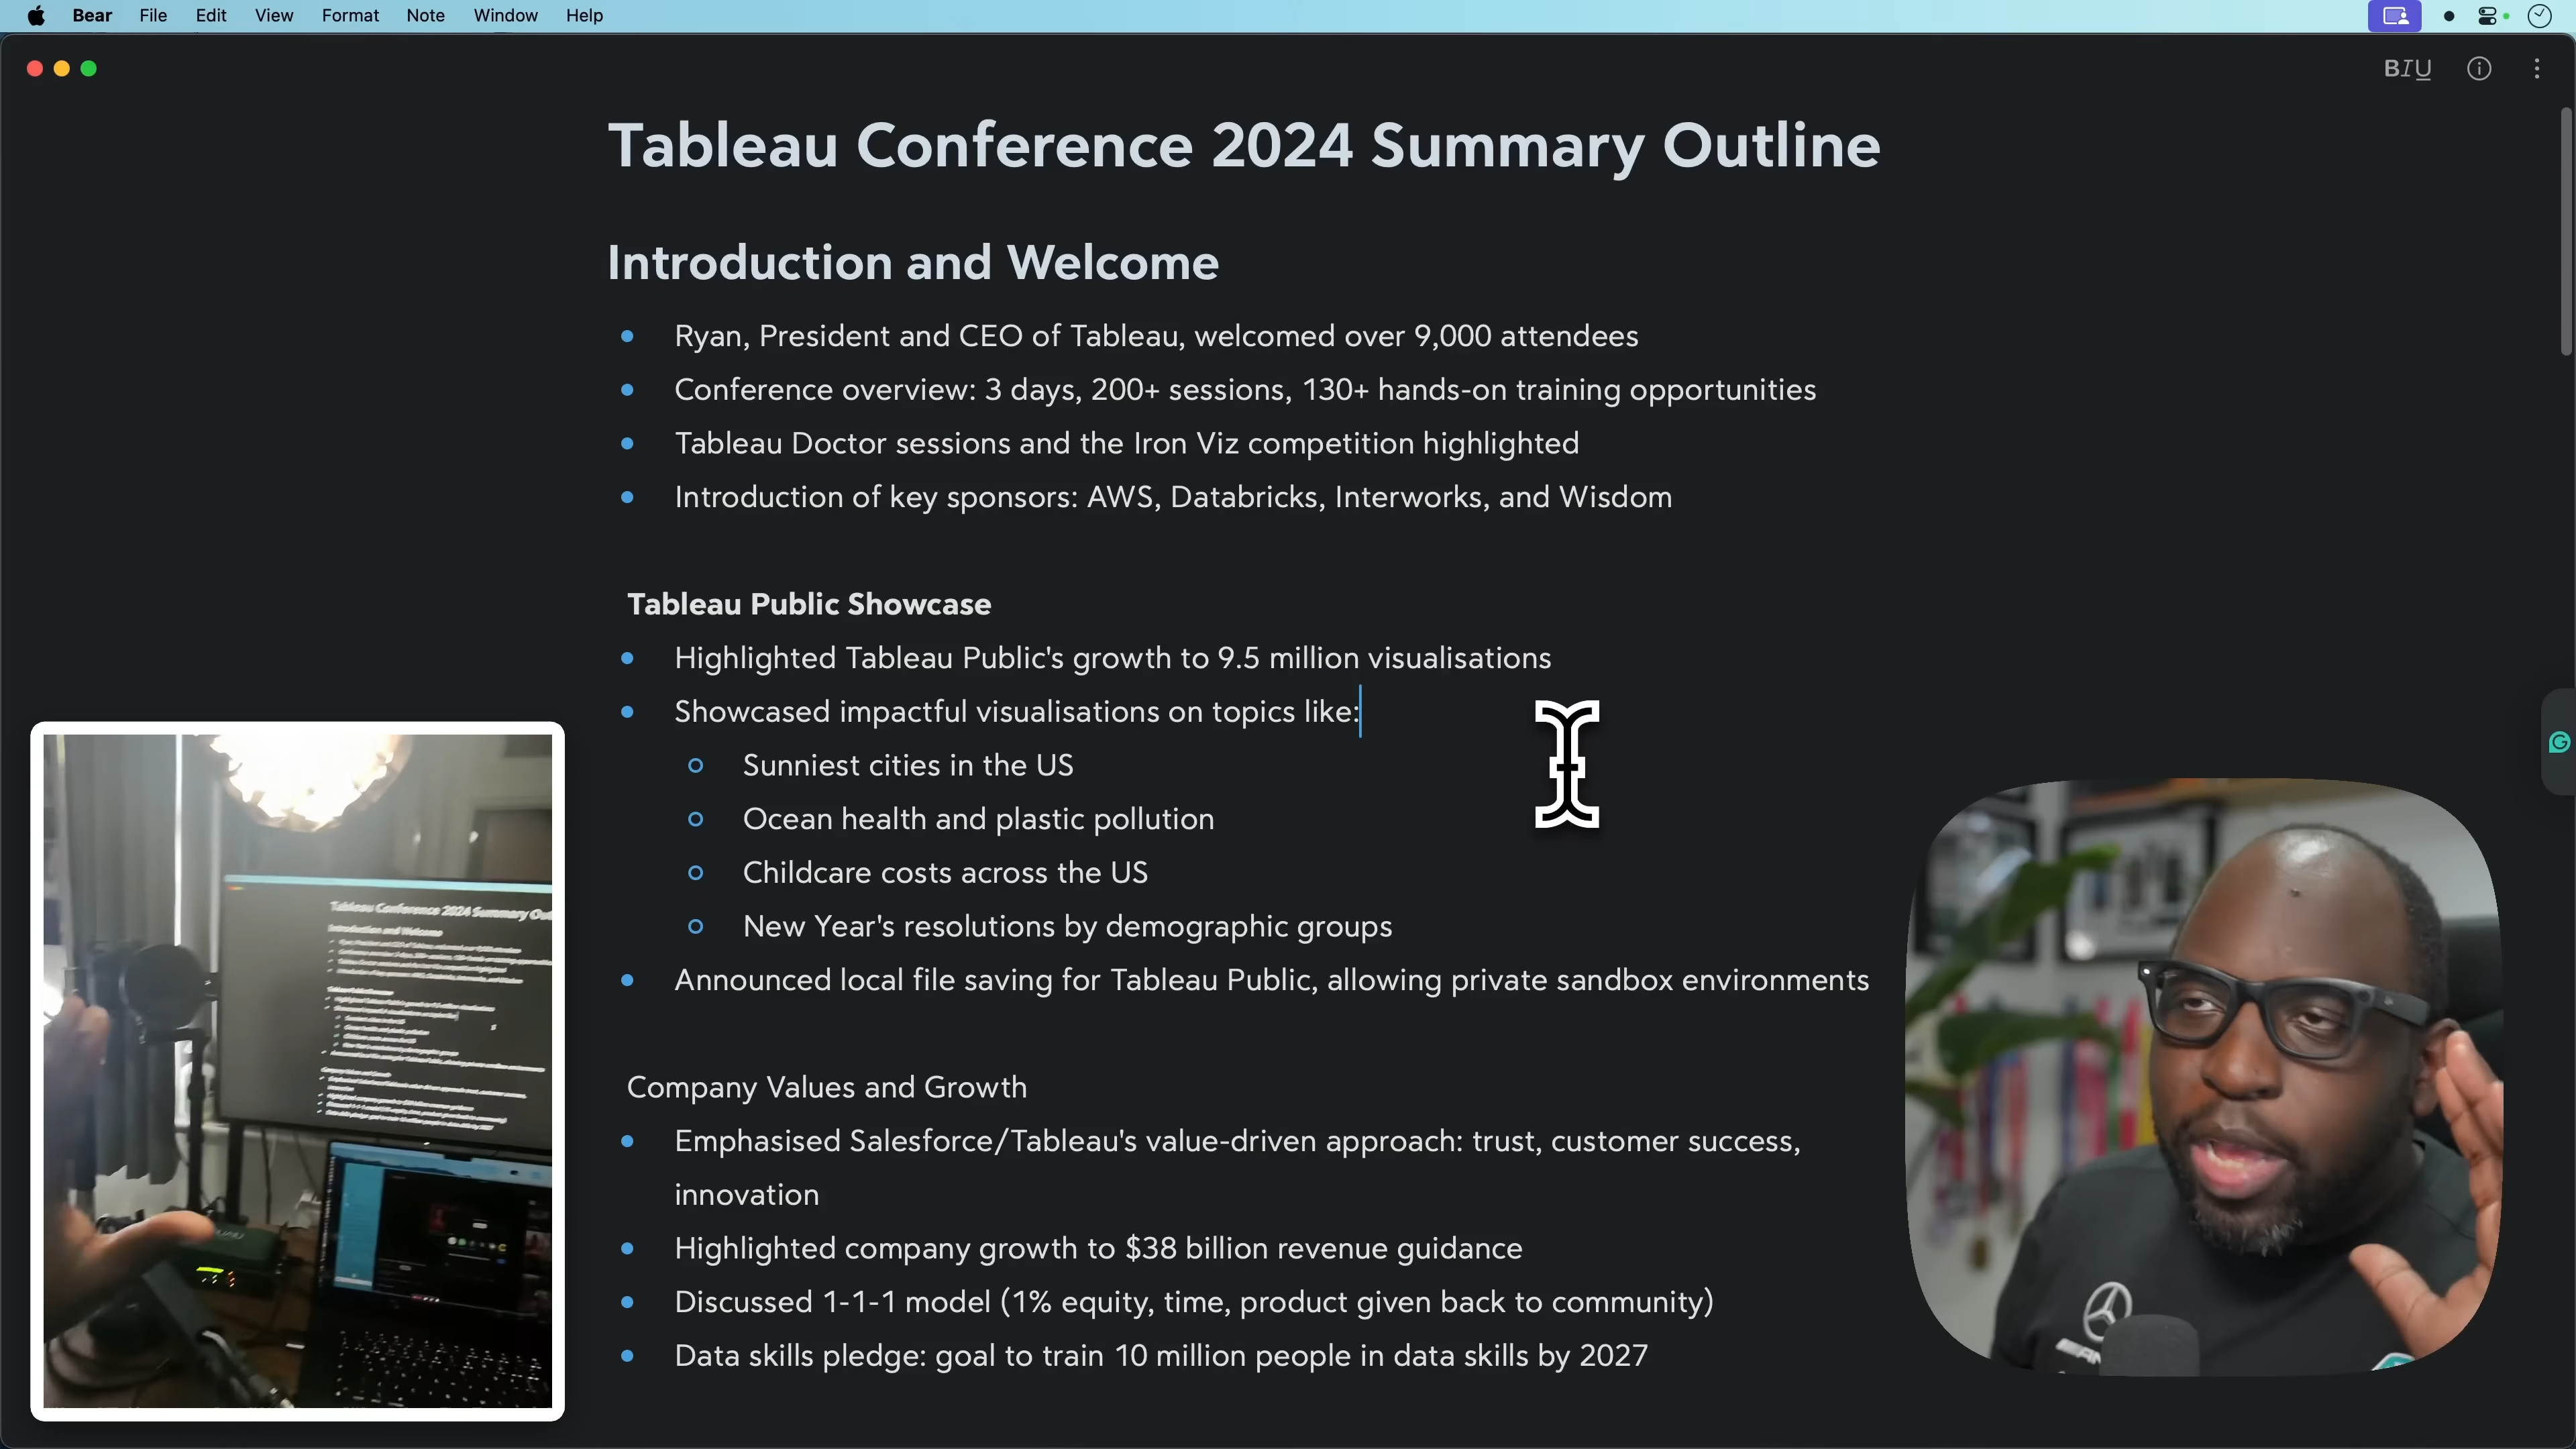 Bear File Edit View Format Note Window Help
BIU
Tableau Conference 2024 Summary Outline
Introduction and Welcome
Ryan, President and CEO of Tableau, welcomed over 9,000 attendees
Conference overview: 3 days, 200+ sessions, 130+ hands-on training opportunities
Tableau Doctor sessions and the Iron Viz competition highlighted
Introduction of key sponsors: AWS, Databricks, Interworks, and Wisdom
Tableau Public Showcase
Highlighted Tableau Public's growth to 9.5 million visualisations
Showcased impactful visualisations on topics like:
Sunniest cities in the US
Ocean health and plastic pollution
Childcare costs across the US
New Year's resolutions by demographic groups
Announced local file saving for Tableau Public, allowing private sandbox environments
Company Values and Growth
Emphasised Salesforce/Tableau's value-driven approach: trust, customer success,
innovation
Highlighted company growth to $38 billion revenue guidance
Discussed 1-1-1 model (1% equity, time, product given back to community)
Data skills pledge: goal to train 10 million people in data skills by 2027
Tableau Conference 2024 Summary
Introduction and Welcome